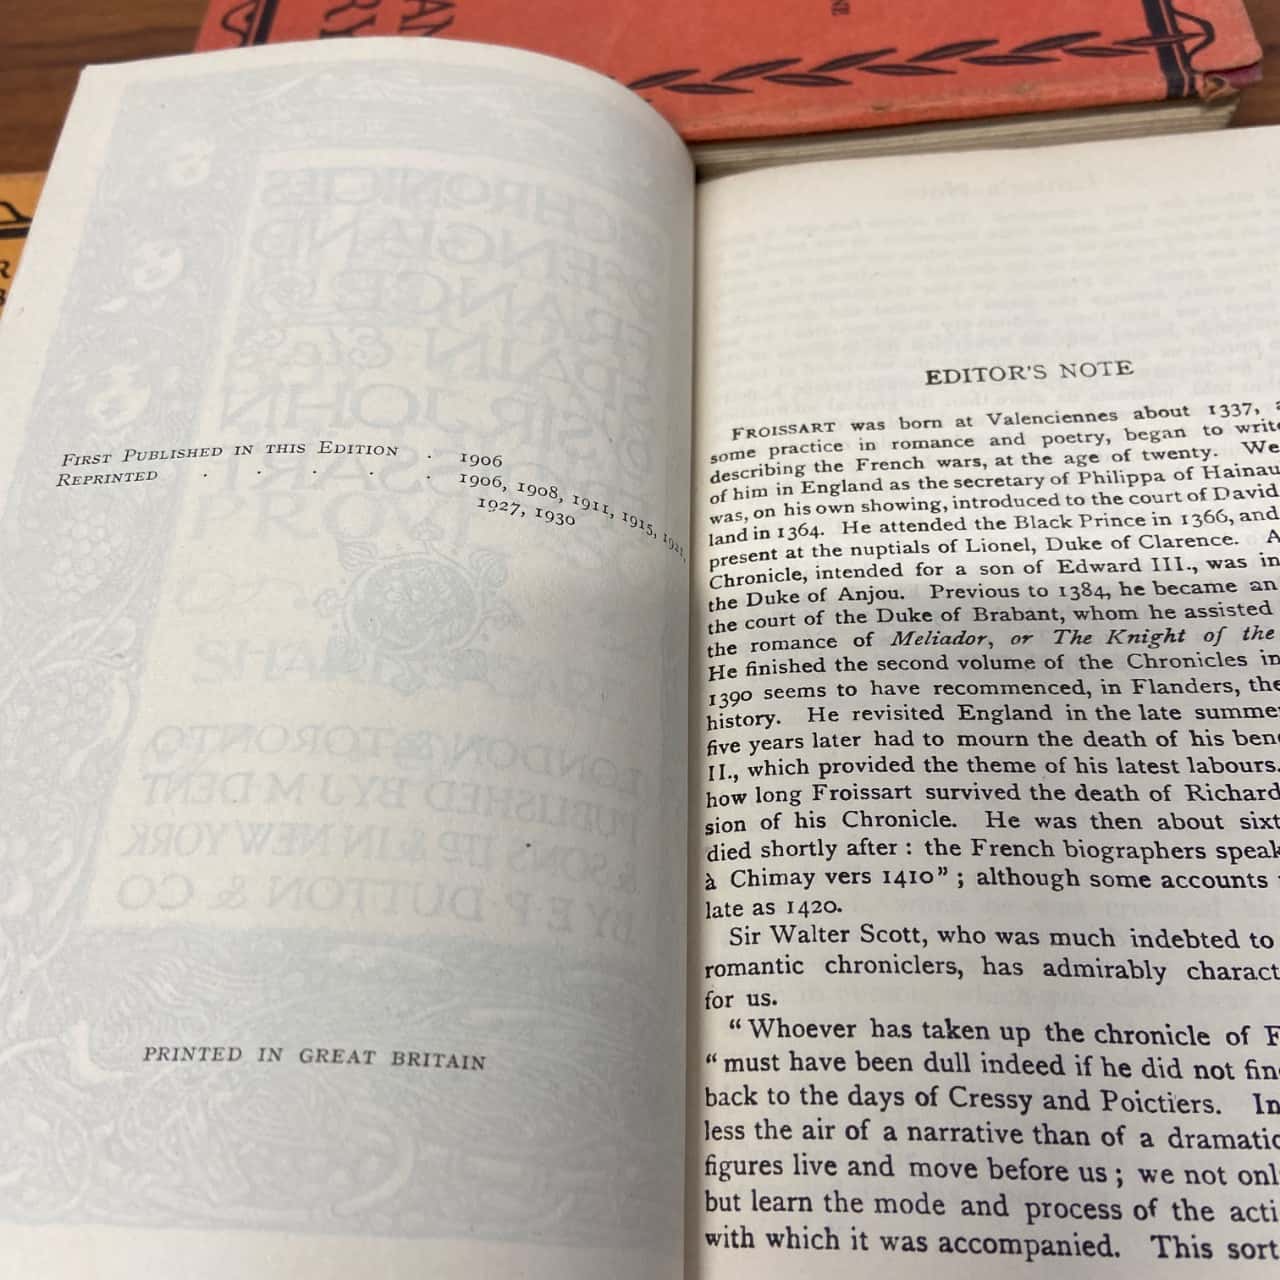 FIRST PUBLISHED IN THIS EDITION . 1906
REPRINTED . . . . . 1906, 1908, 1911, 1915, 1921,
1927, 1930
PRINTED IN GREAT BRITAIN
EDITOR'S NOTE
FROISSART was born at Valenciennes about 1337, a
some practice in romance and poetry, began to write
describing the French wars, at the age of twenty. We
of him in England as the secretary of Philippa of Hainau
was, on his own showing, introduced to the court of David
land in 1364. He attended the Black Prince in 1366, and
present at the nuptials of Lionel, Duke of Clarence. A
Chronicle, intended for a son of Edward III., was in
the Duke of Anjou. Previous to 1384, he became an
the court of the Duke of Brabant, whom he assisted
the romance of Meliador, or The Knight of the
He finished the second volume of the Chronicles in
1390 seems to have recommenced, in Flanders, the
history. He revisited England in the late summe
five years later had to mourn the death of his ben
II., which provided the theme of his latest labours.
how long Froissart survived the death of Richard
sion of his Chronicle. He was then about sixt
died shortly after : the French biographers speak
à Chimay vers 1410" ; although some accounts
late as 1420.
Sir Walter Scott, who was much indebted to
romantic chroniclers, has admirably charact
for us.
"Whoever has taken up the chronicle of F
"must have been dull indeed if he did not fin
back to the days of Cressy and Poictiers. In
less the air of a narrative than of a dramatic
figures live and move before us ; we not onl
but learn the mode and process of the acti
with which it was accompanied. This sort